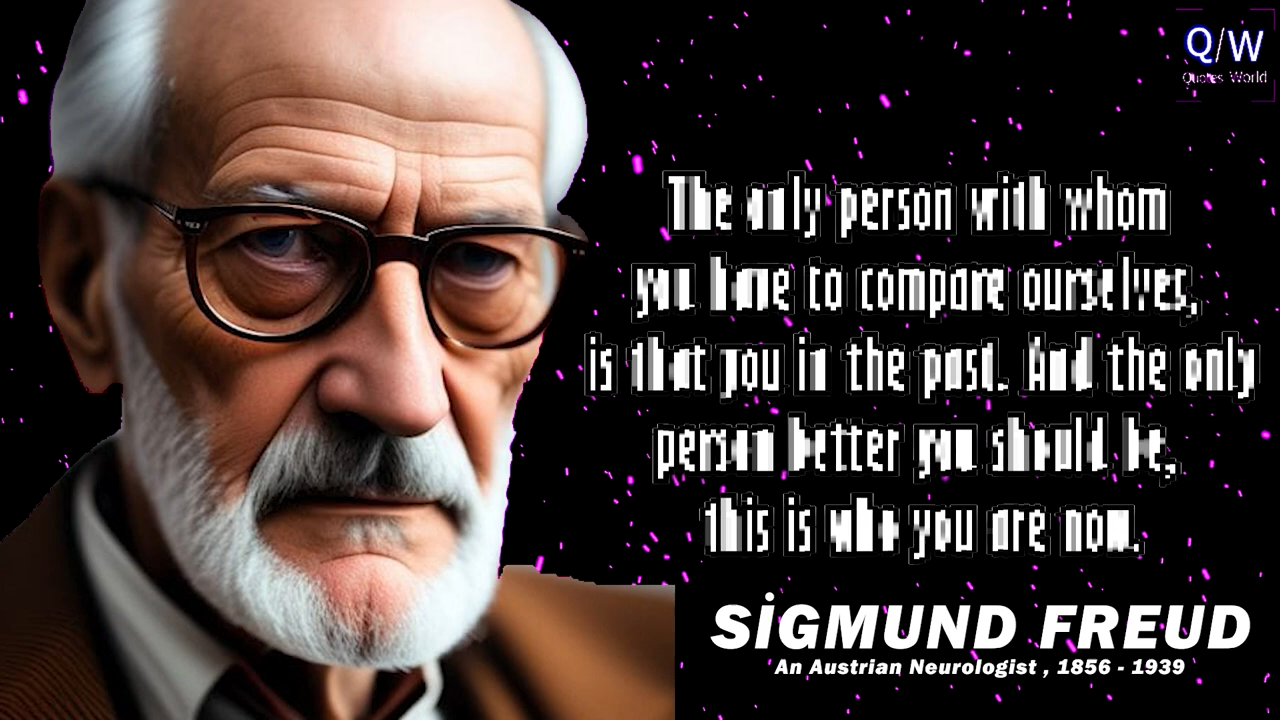 Q/W
Quotes World
The only person with whom
you have to compare ourselves,
is that you in the past. And the only
person better you should be,
this is who you are now.
SİGMUND FREUD
An Austrian Neurologist , 1856 - 1939